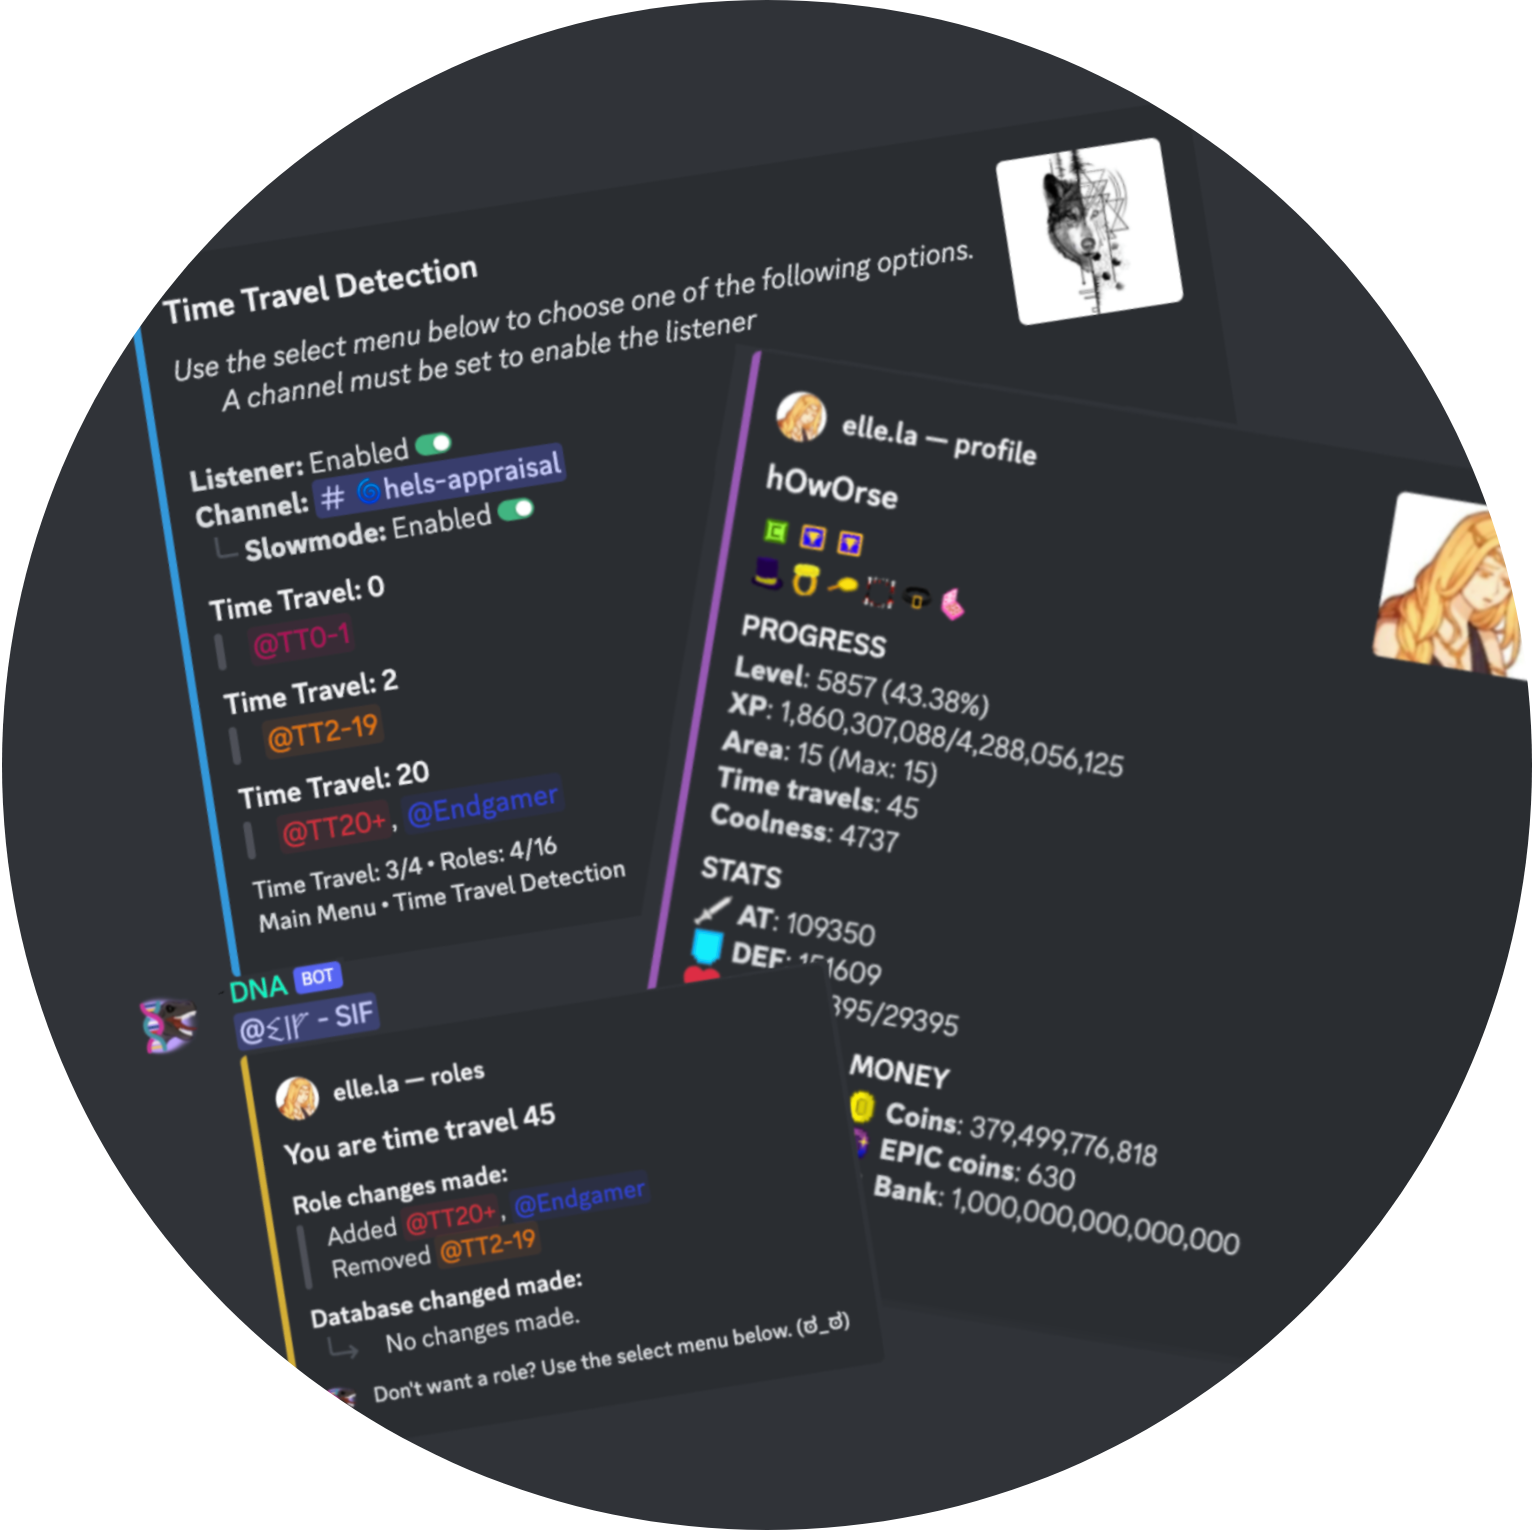 Time Travel Detection
Use the select menu below to choose one of the following options.
A channel must be set to enable the listener
Listener: Enabled
Channel: # 🌀hels-appraisal
Slowmode: Enabled
Time Travel: 0
@TT0-1
Time Travel: 2
@TT2-19
Time Travel: 20
@TT20+, @Endgamer
Time Travel: 3/4 • Roles: 4/16
Main Menu • Time Travel Detection
elle.la — profile
hOwOrse
PROGRESS
Level: 5857 (43.38%)
XP: 1,860,307,088/4,288,056,125
Area: 15 (Max: 15)
Time travels: 45
Coolness: 4737
STATS
AT: 109350
DEF:
395/29395
MONEY
Coins: 379,499,776,818
EPIC coins: 630
Bank: 1,000,000,000,000,000
DNA BOT
- SIF
elle.la — roles
You are time travel 45
Role changes made:
Added @TT20+, @Endgamer
Removed @TT2-19
Database changed made:
No changes made.
Don't want a role? Use the select menu below. (ಠ_ಠ)